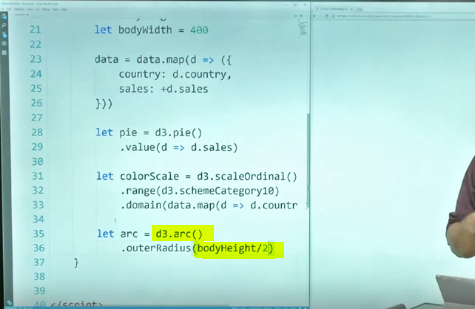 21 let bodyWidth = 400
22
23 data = data.map(d => ({
24 country: d.country,
25 sales: +d.sales
26 }))
27
28 let pie = d3.pie()
29 .value(d => d.sales)
30
31 let colorScale = d3.scaleOrdinal()
32 .range(d3.schemeCategory10)
33 .domain(data.map(d => d.countr
34
35 let arc = d3.arc()
36 .outerRadius(bodyHeight/2)
37 }
38
39
40 </script>